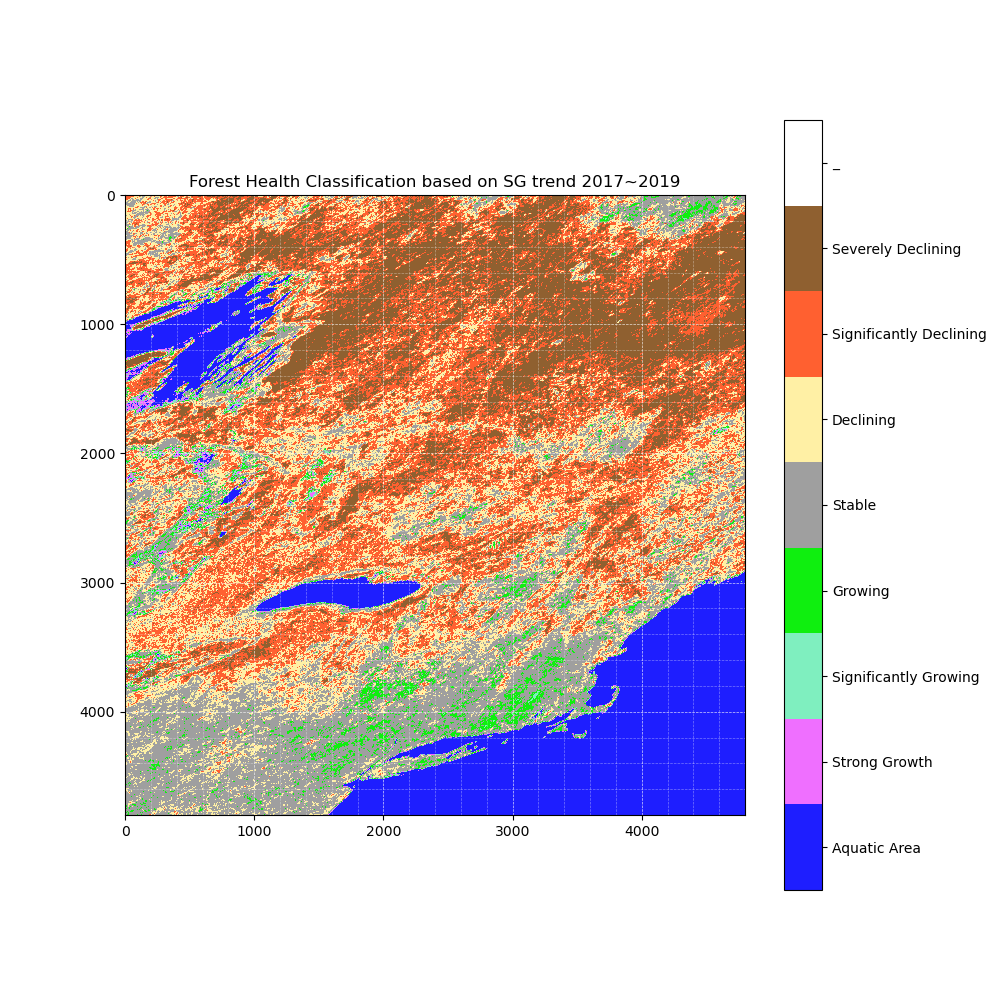 Forest Health Classification based on SG trend 2017~2019
0
1000
2000
3000
4000
0
1000
2000
3000
4000
_
Severely Declining
Significantly Declining
Declining
Stable
Growing
Significantly Growing
Strong Growth
Aquatic Area